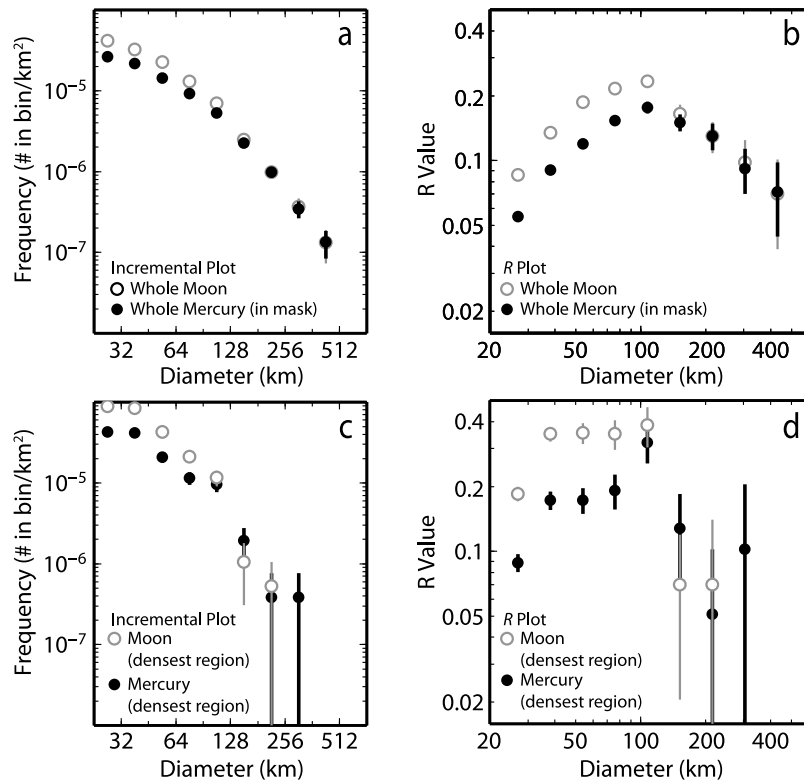 a
10⁻⁵
10⁻⁶
10⁻⁷
Frequency (# in bin/km²)
Incremental Plot
Whole Moon
Whole Mercury (in mask)
32 64 128 256 512
Diameter (km)
b
0.4
0.2
0.1
0.05
0.02
R Value
R Plot
Whole Moon
Whole Mercury (in mask)
20 40 100 200 400
Diameter (km)
c
10⁻⁵
10⁻⁶
10⁻⁷
Frequency (# in bin/km²)
Incremental Plot
Moon
(densest region)
Mercury
(densest region)
32 64 128 256 512
Diameter (km)
d
0.4
0.2
0.1
0.05
0.02
R Value
R Plot
Moon
(densest region)
Mercury
(densest region)
20 40 100 200 400
Diameter (km)